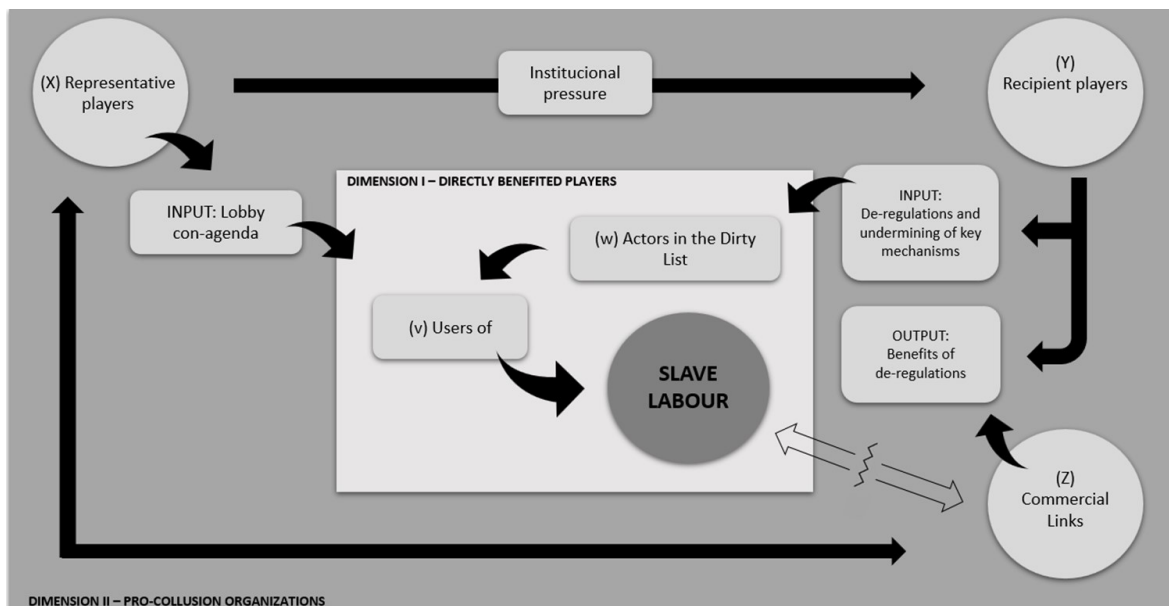 (X) Representative
players
Institucional
pressure
(Y)
Recipient players
INPUT: Lobby
con-agenda
DIMENSION I – DIRECTLY BENEFITED PLAYERS
(w) Actors in the Dirty
List
INPUT:
De-regulations and
undermining of key
mechanisms
(v) Users of
SLAVE
LABOUR
OUTPUT:
Benefits of
de-regulations
(Z)
Commercial
Links
DIMENSION II – PRO-COLLUSION ORGANIZATIONS